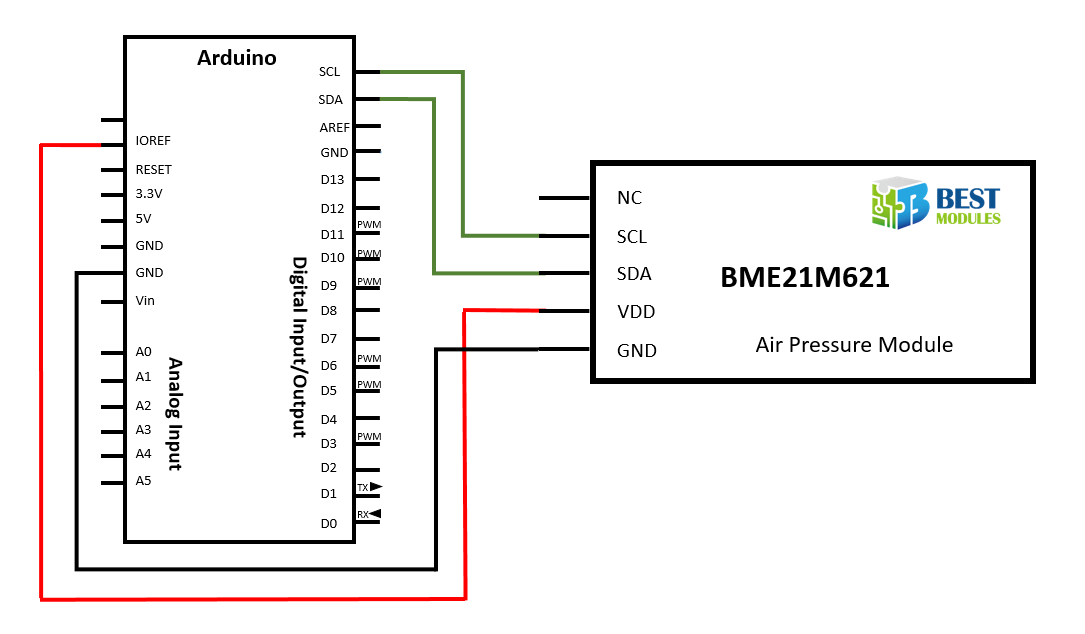 Arduino
IOREF
RESET
3.3V
5V
GND
GND
Vin
A0
A1
A2
A3
A4
A5
Analog Input
Digital Input/Output
SCL
SDA
AREF
GND
D13
D12
D11 PWM
D10 PWM
D9 PWM
D8
D7
D6 PWM
D5 PWM
D4
D3 PWM
D2
D1 TX
D0 RX
NC
SCL
SDA
VDD
GND
BEST
MODULES
BME21M621
Air Pressure Module